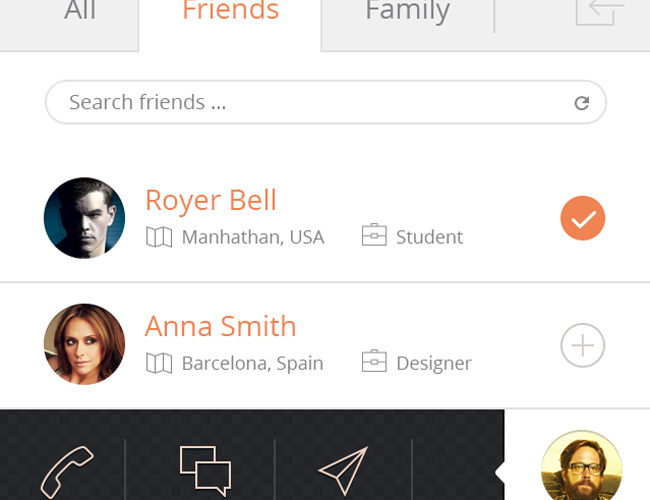 All Friends Family
Search friends ...
Royer Bell
Manhathan, USA Student
Anna Smith
Barcelona, Spain Designer